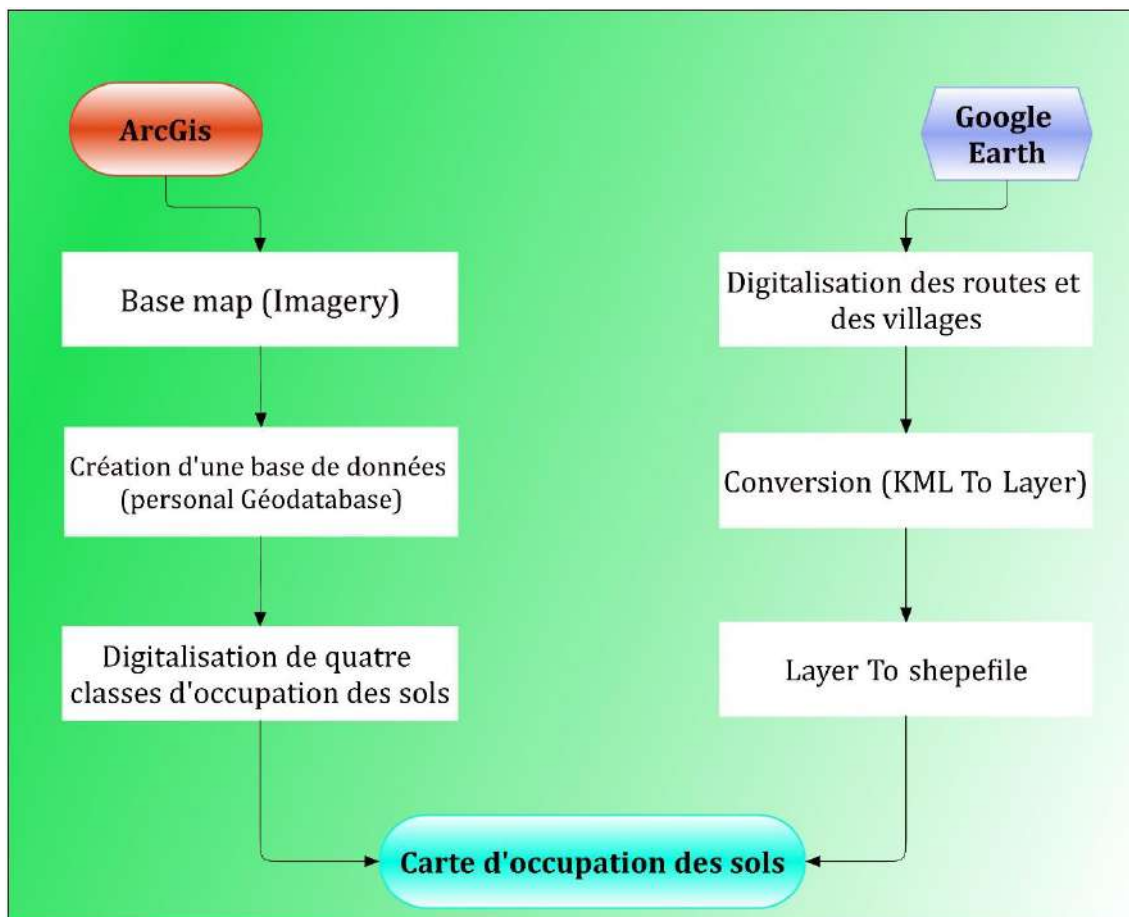 ArcGis
Base map (Imagery)
Création d'une base de données
(personal Géodatabase)
Digitalisation de quatre
classes d'occupation des sols
Google
Earth
Digitalisation des routes et
des villages
Conversion (KML To Layer)
Layer To shepefile
Carte d'occupation des sols